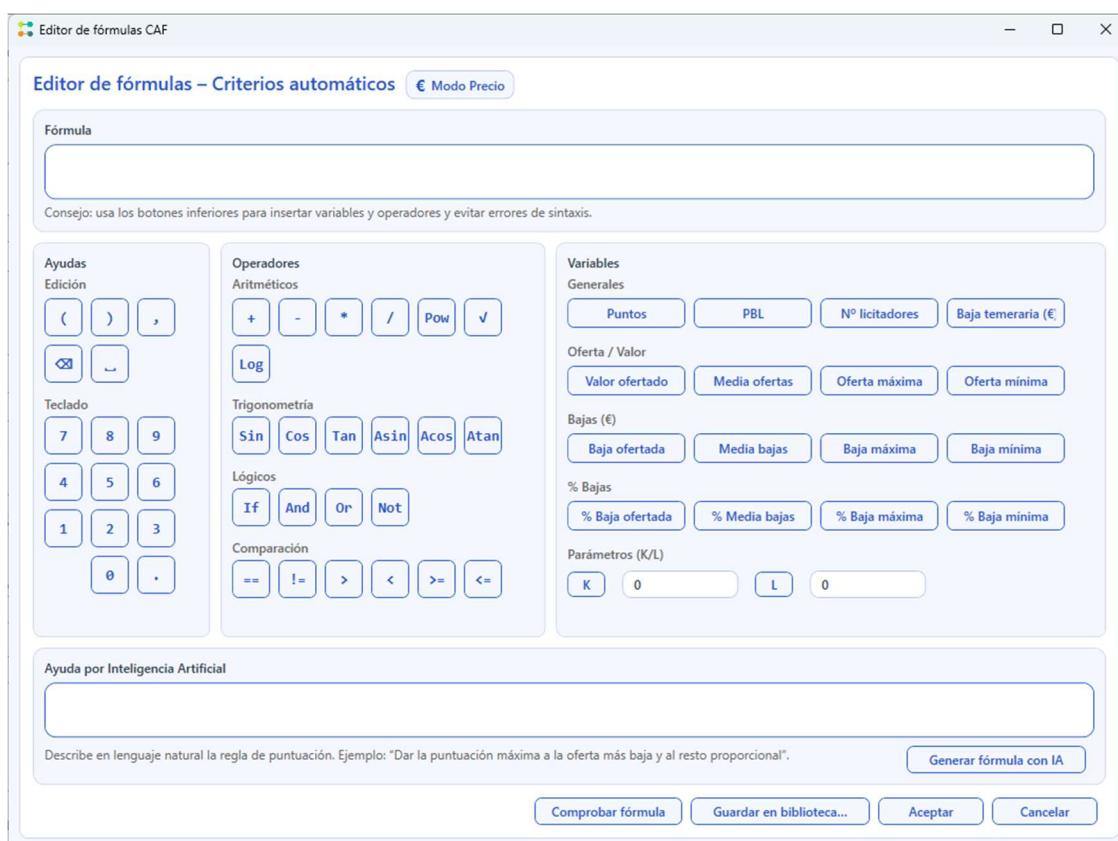 Editor de fórmulas CAF
Editor de fórmulas – Criterios automáticos € Modo Precio
Fórmula
Consejo: usa los botones inferiores para insertar variables y operadores y evitar errores de sintaxis.
Ayudas
Edición
( ) ,
⌫ ⎵
Teclado
7 8 9
4 5 6
1 2 3
0 .
Operadores
Aritméticos
+ - * / Pow √
Log
Trigonometría
Sin Cos Tan Asin Acos Atan
Lógicos
If And Or Not
Comparación
== != > < >= <=
Variables
Generales
Puntos PBL Nº licitadores Baja temeraria (€)
Oferta / Valor
Valor ofertado Media ofertas Oferta máxima Oferta mínima
Bajas (€)
Baja ofertada Media bajas Baja máxima Baja mínima
% Bajas
% Baja ofertada % Media bajas % Baja máxima % Baja mínima
Parámetros (K/L)
K 0 L 0
Ayuda por Inteligencia Artificial
Describe en lenguaje natural la regla de puntuación. Ejemplo: "Dar la puntuación máxima a la oferta más baja y al resto proporcional".
Generar fórmula con IA
Comprobar fórmula Guardar en biblioteca... Aceptar Cancelar